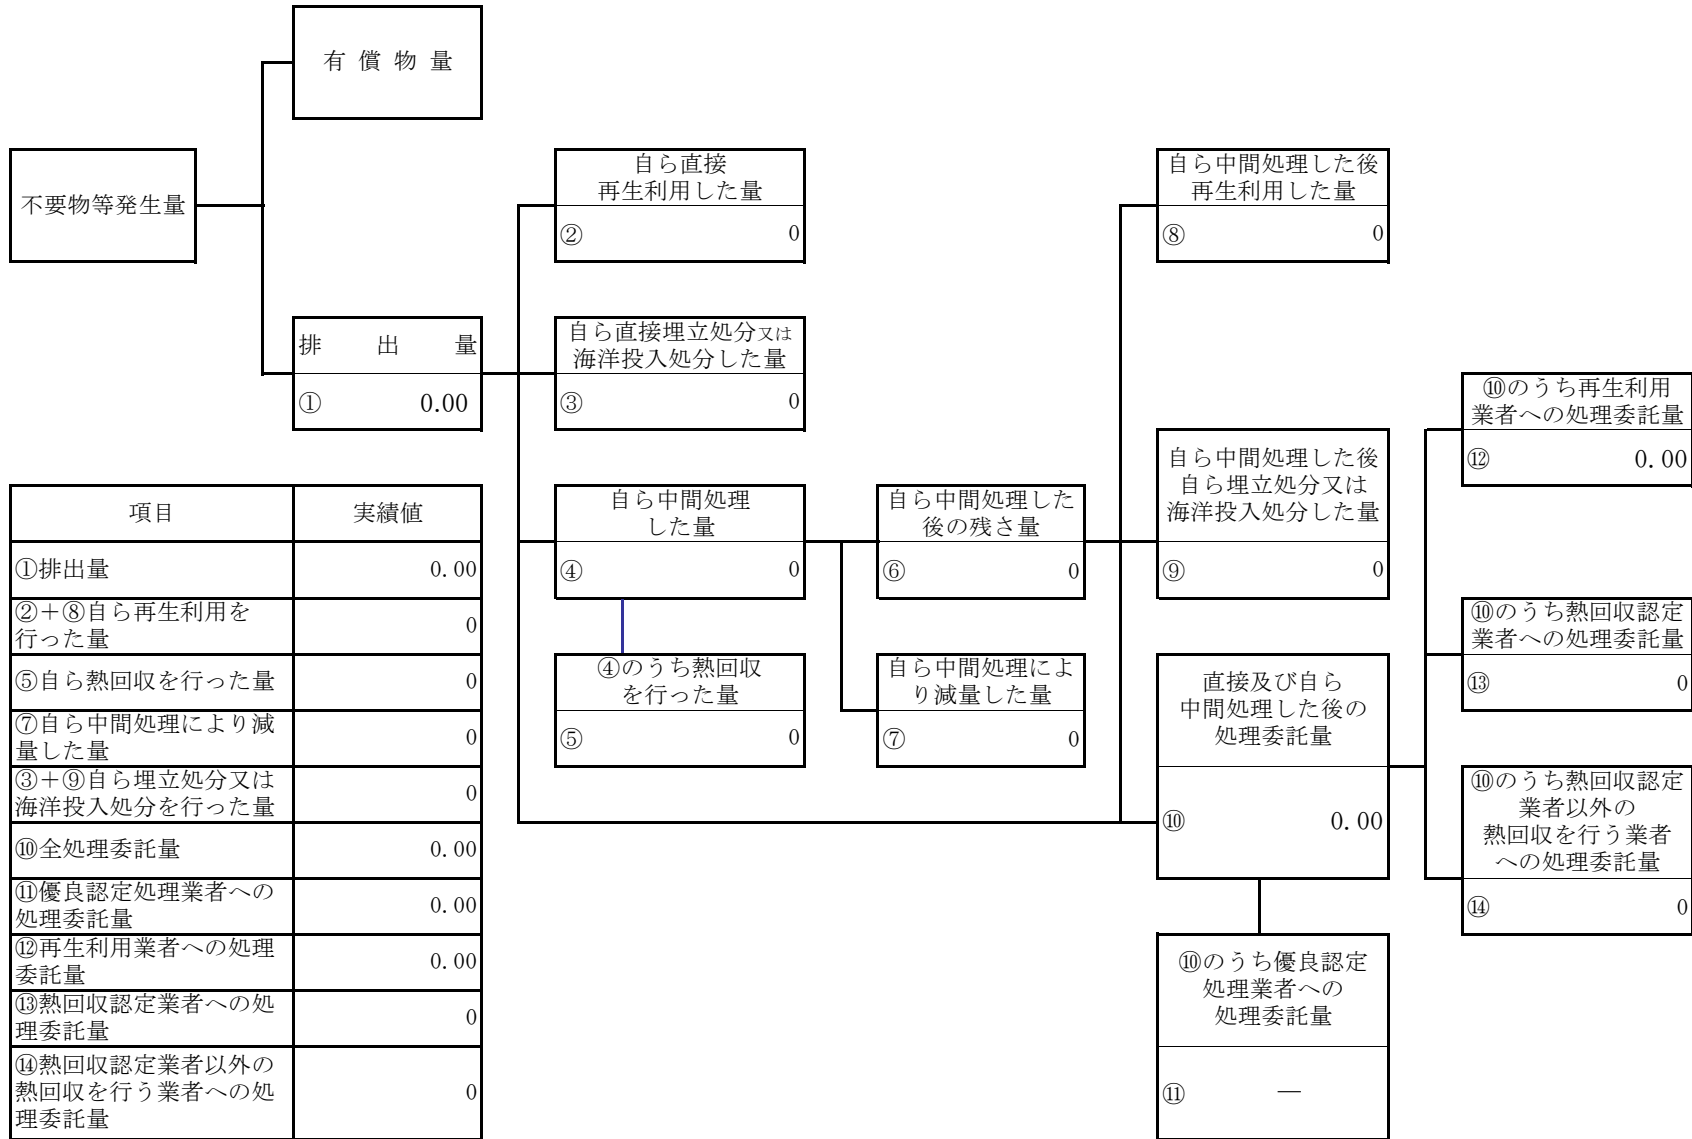 有償物量
不要物等発生量
自ら直接
再生利用した量
② 0
自ら中間処理した後
再生利用した量
⑧ 0
排出量
① 0.00
自ら直接埋立処分又は
海洋投入処分した量
③ 0
⑩のうち再生利用
業者への処理委託量
⑫ 0.00
自ら中間処理
した量
④ 0
自ら中間処理した
後の残さ量
⑥ 0
自ら中間処理した後
自ら埋立処分又は
海洋投入処分した量
⑨ 0
④のうち熱回収
を行った量
⑤ 0
自ら中間処理によ
り減量した量
⑦ 0
直接及び自ら
中間処理した後の
処理委託量
⑩ 0.00
⑩のうち熱回収認定
業者への処理委託量
⑬ 0
⑩のうち熱回収認定
業者以外の
熱回収を行う業者
への処理委託量
⑭ 0
⑩のうち優良認定
処理業者への
処理委託量
⑪ ―
項目 実績値
①排出量 0.00
②+⑧自ら再生利用を
行った量 0
⑤自ら熱回収を行った量 0
⑦自ら中間処理により減
量した量 0
③+⑨自ら埋立処分又は
海洋投入処分を行った量 0
⑩全処理委託量 0.00
⑪優良認定処理業者への
処理委託量 0.00
⑫再生利用業者への処理
委託量 0.00
⑬熱回収認定業者への処
理委託量 0
⑭熱回収認定業者以外の
熱回収を行う業者への処
理委託量 0